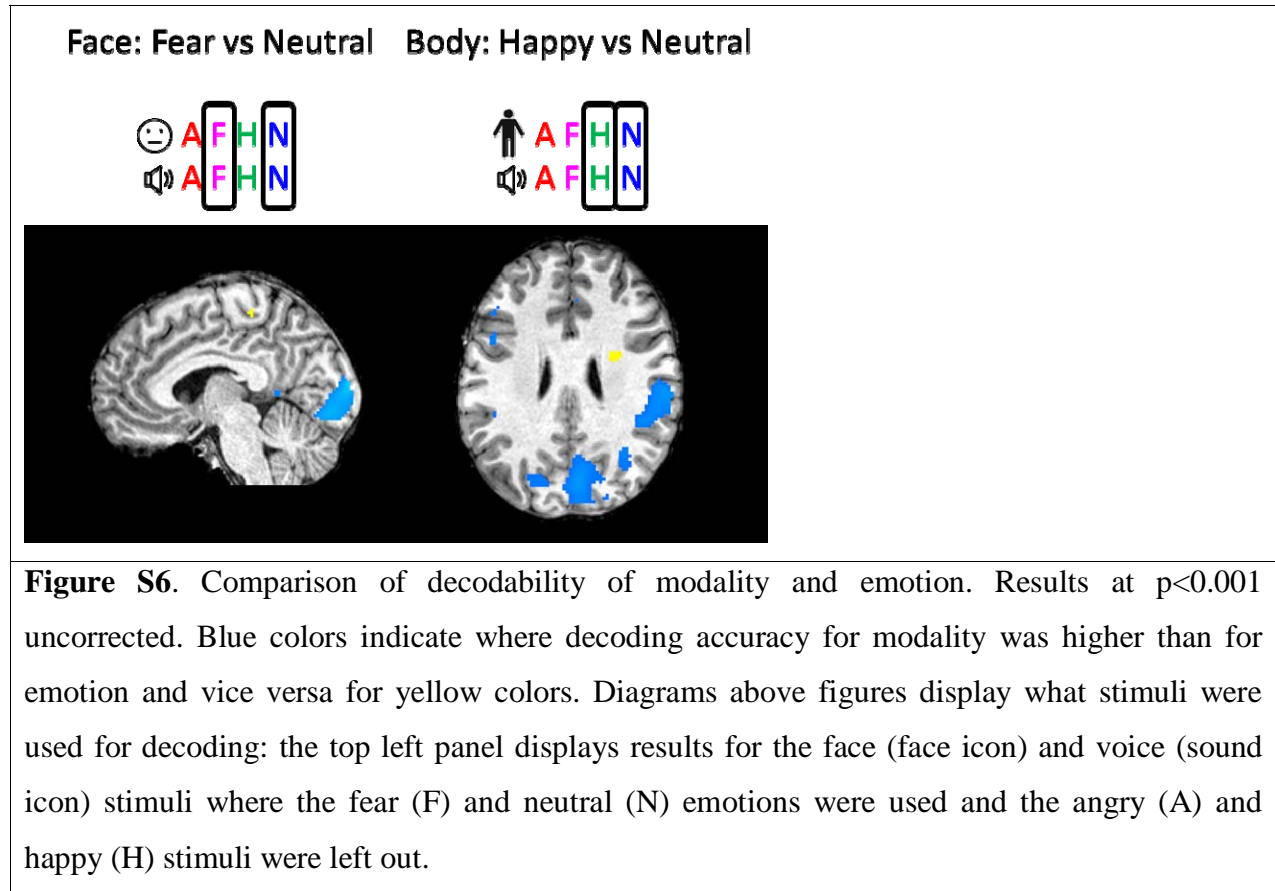 Face: Fear vs Neutral Body: Happy vs Neutral
A F H N A F H N
A F H N A F H N
Figure S6. Comparison of decodability of modality and emotion. Results at p<0.001
uncorrected. Blue colors indicate where decoding accuracy for modality was higher than for
emotion and vice versa for yellow colors. Diagrams above figures display what stimuli were
used for decoding: the top left panel displays results for the face (face icon) and voice (sound
icon) stimuli where the fear (F) and neutral (N) emotions were used and the angry (A) and
happy (H) stimuli were left out.